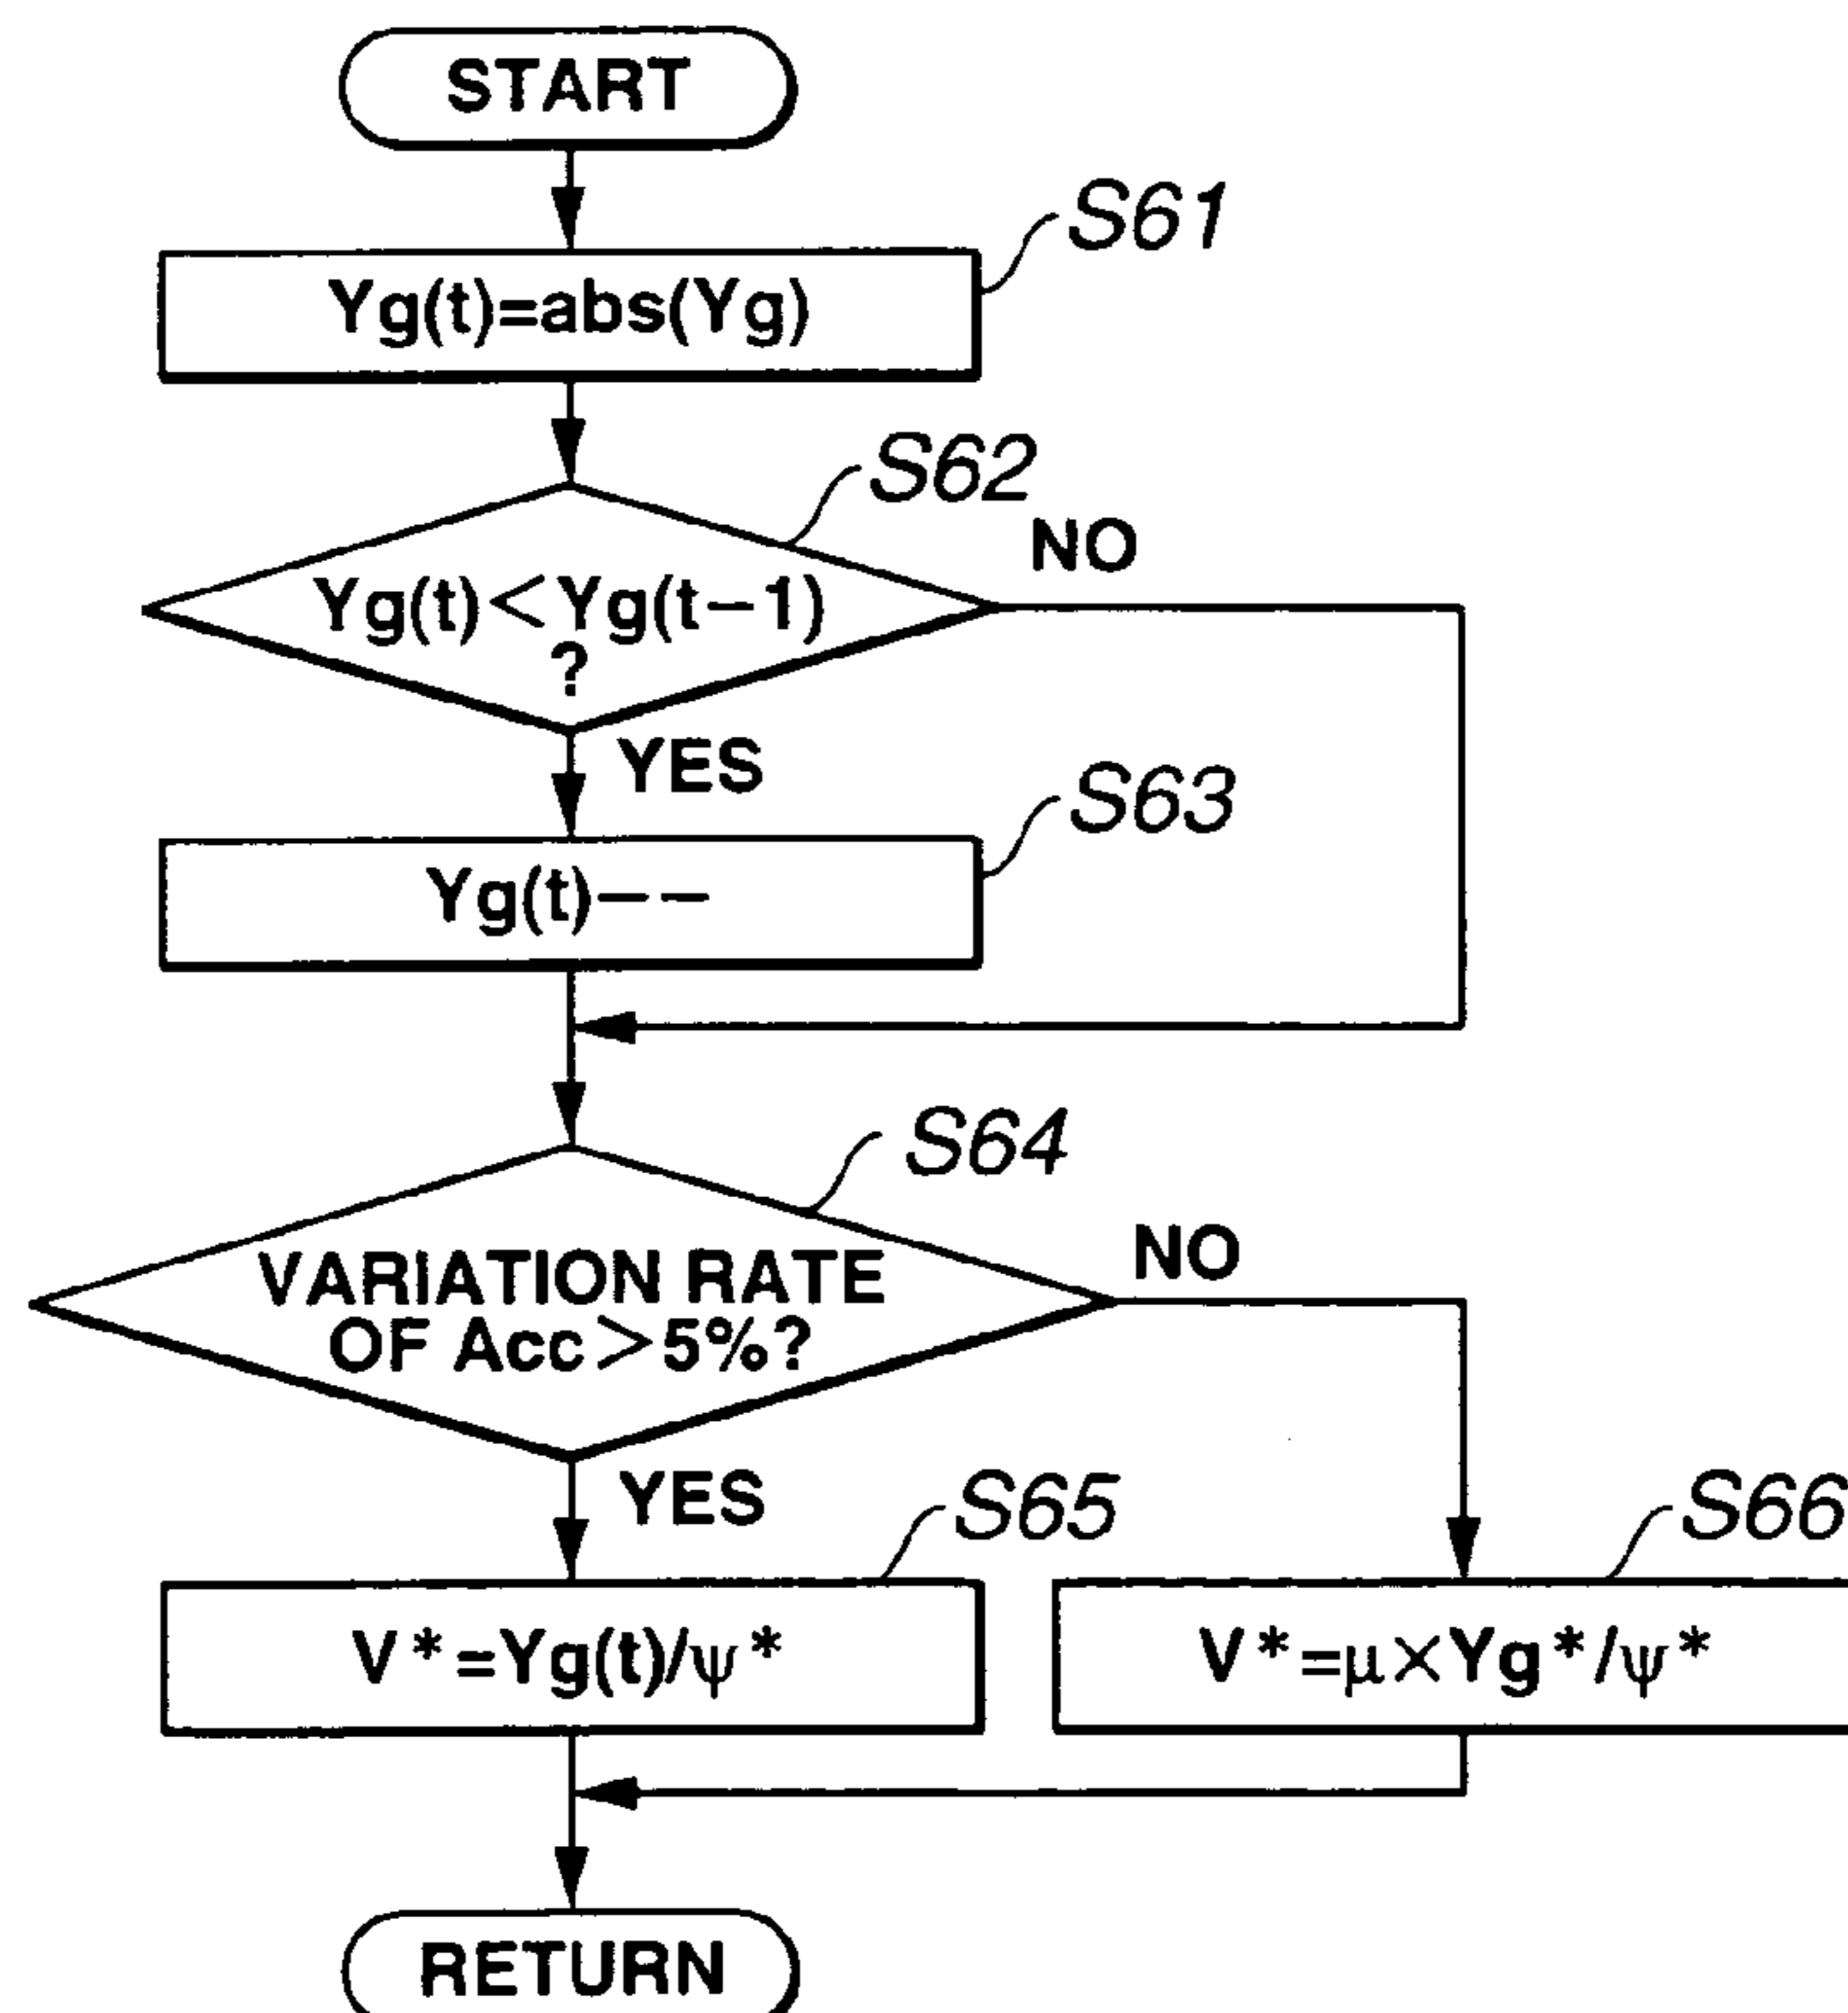 START
S61
Yg(t)=abs(Yg)
S62
NO
Yg(t)<Yg(t−1)
?
YES
S63
Yg(t)−−
S64
NO
VARIATION RATE
OF Acc>5%?
YES
S65
S66
V*=Yg(t)/ψ*
V*=μ×Yg*/ψ*
RETURN